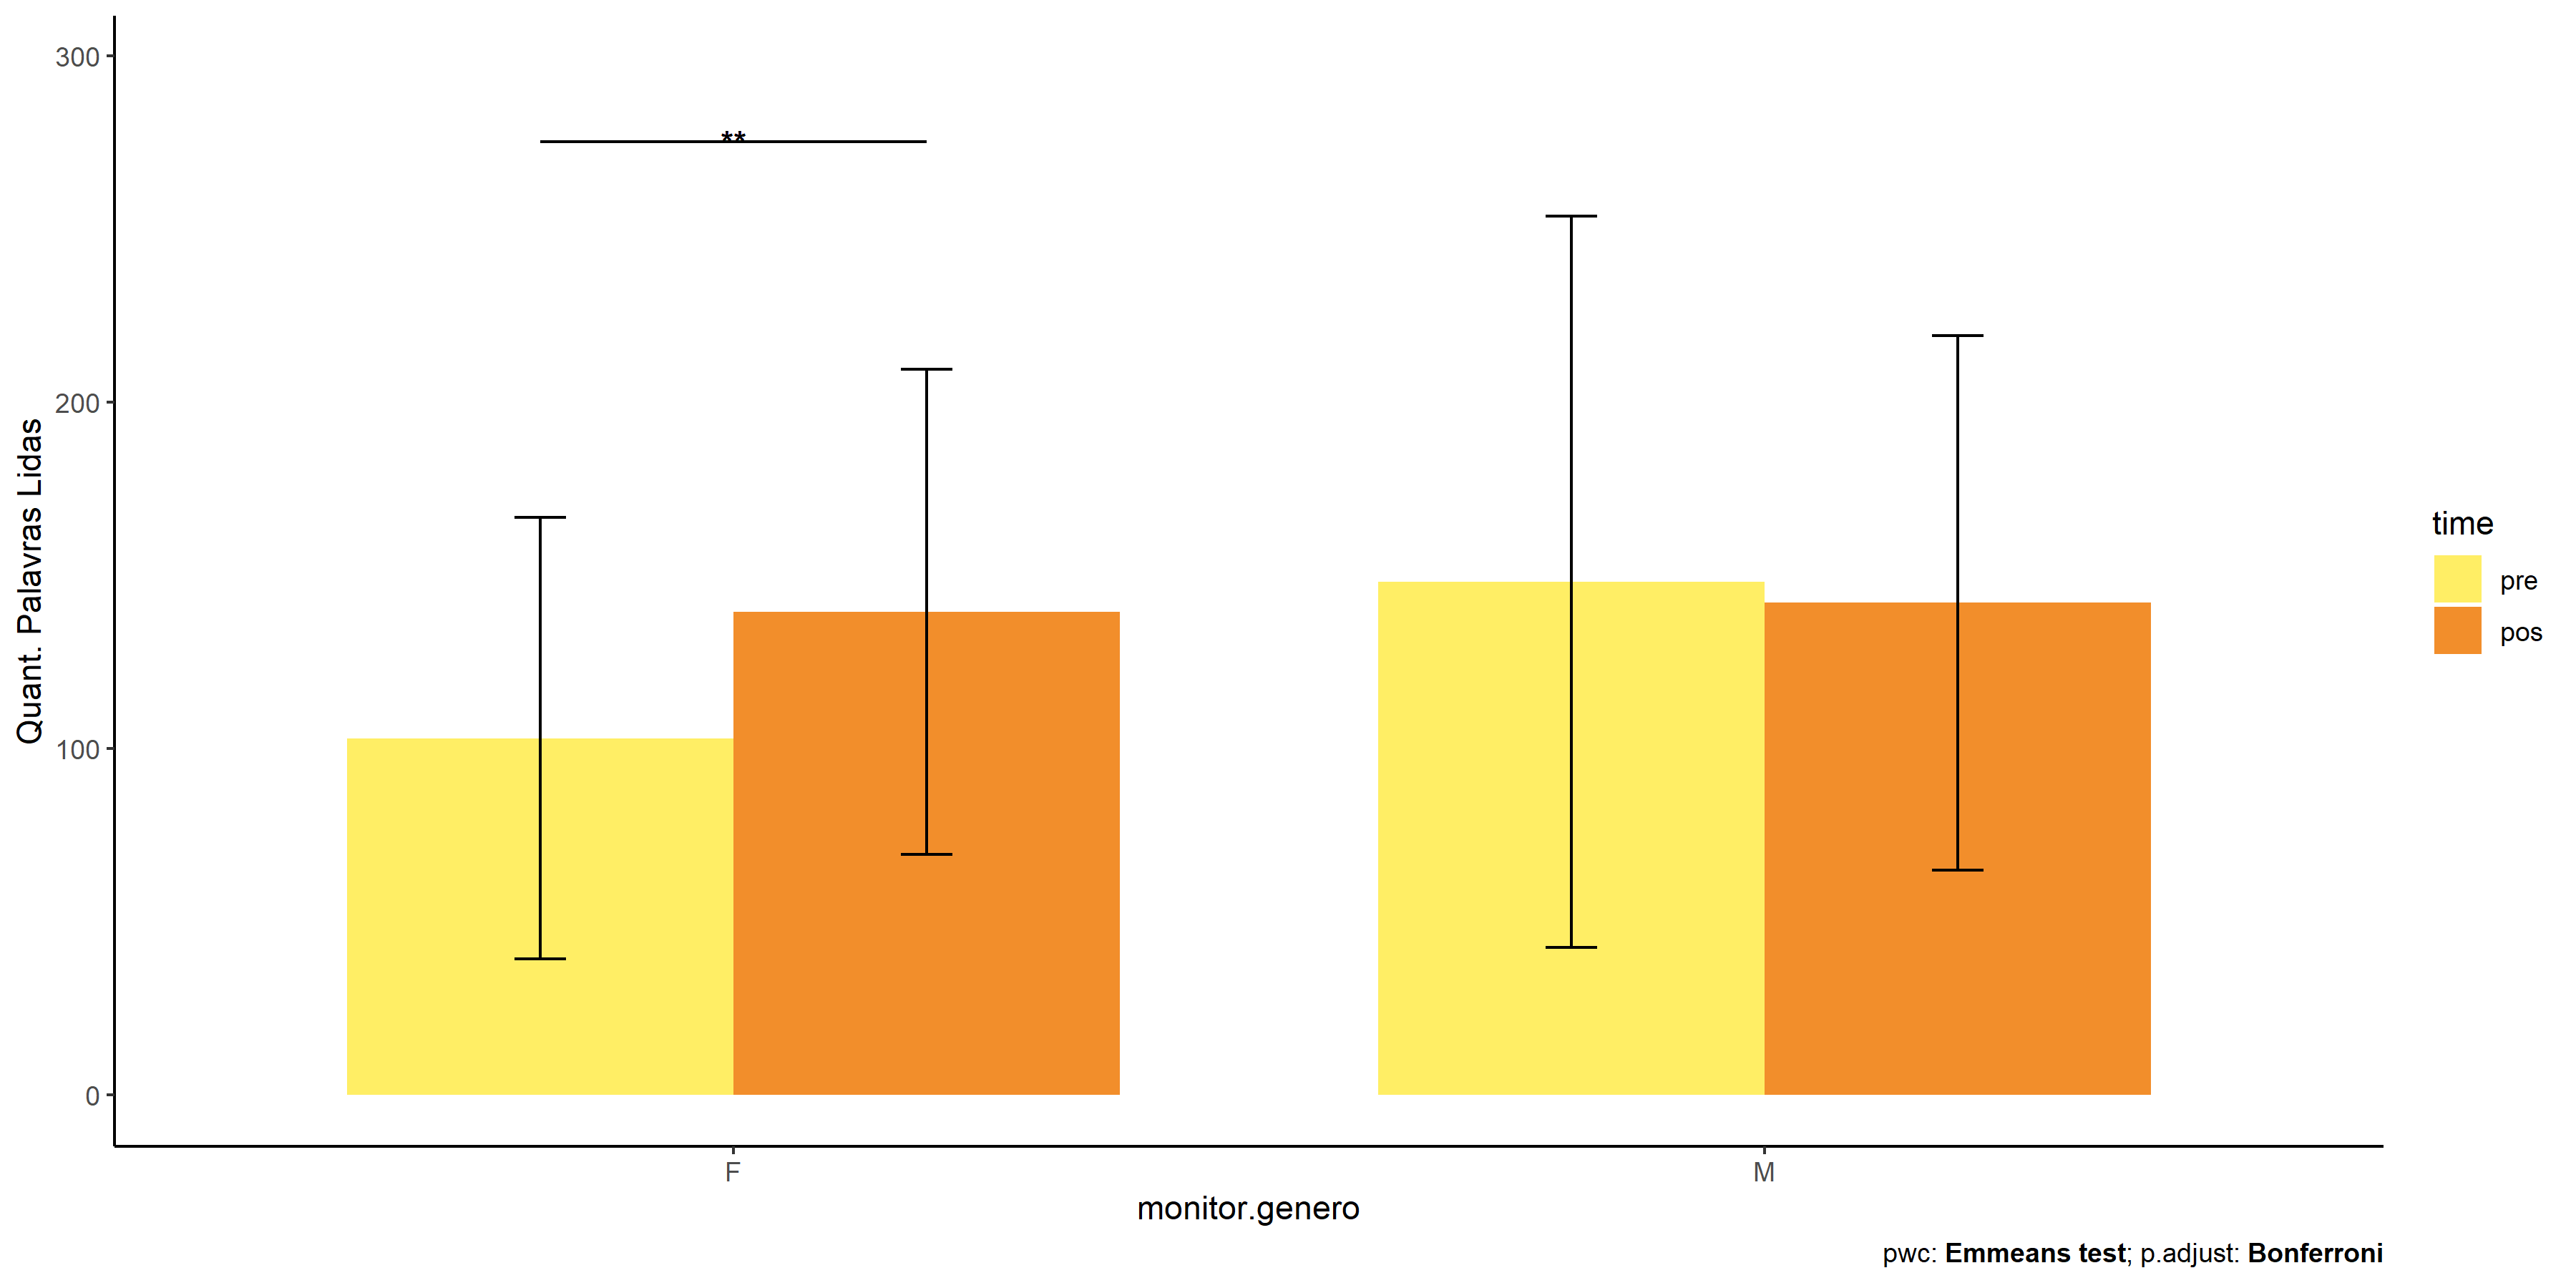 300
**
200
100
0
Quant. Palavras Lidas
F
M
monitor.genero
time
pre
pos
pwc: Emmeans test; p.adjust: Bonferroni